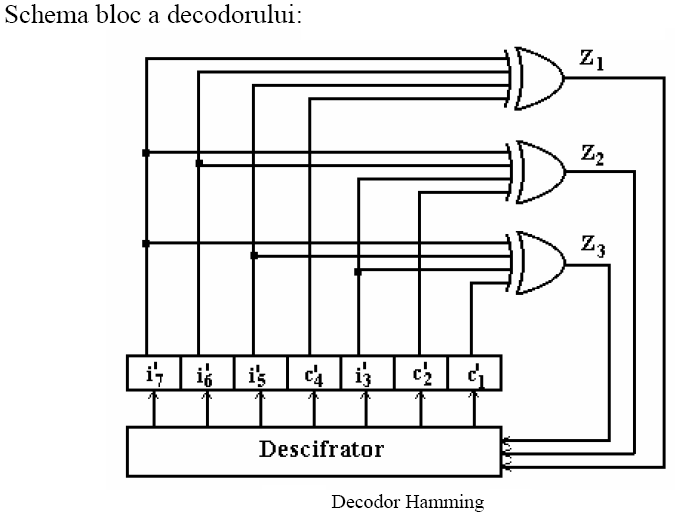 Schema bloc a decodorului:
Z1
Z2
Z3
i'7 i'6 i'5 c'4 i'3 c'2 c'1
Descifrator
Decodor Hamming